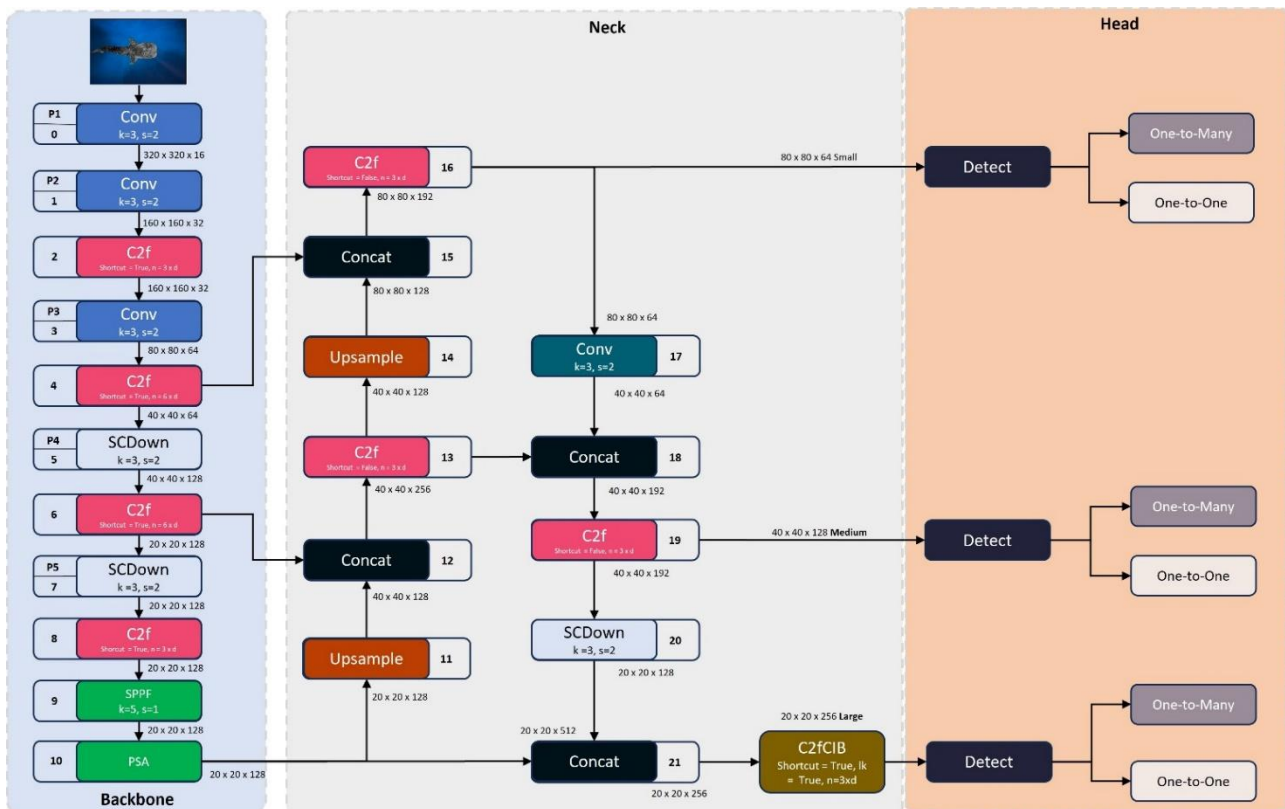 Neck
Head
P1
0
Conv
k=3, s=2
320 x 320 x 16
P2
1
Conv
k=3, s=2
160 x 160 x 32
2
C2f
Shortcut = True, n = 3 x d
160 x 160 x 32
P3
3
Conv
k=3, s=2
80 x 80 x 64
4
C2f
Shortcut = True, n = 6 x d
40 x 40 x 64
P4
5
SCDown
k =3, s=2
40 x 40 x 128
6
C2f
Shortcut = True, n = 6 x d
20 x 20 x 128
P5
7
SCDown
k =3, s=2
20 x 20 x 128
8
C2f
Shorcut = True, n = 3 x d
20 x 20 x 128
9
SPPF
k=5, s=1
20 x 20 x 128
10
PSA
20 x 20 x 128
Backbone
C2f
Shortcut = False, n = 3 x d
16
80 x 80 x 192
Concat
15
80 x 80 x 128
Upsample
14
40 x 40 x 128
C2f
Shortcut = False, n = 3 x d
13
40 x 40 x 256
Concat
12
40 x 40 x 128
Upsample
11
20 x 20 x 128
80 x 80 x 64 Small
80 x 80 x 64
Conv
k=3, s=2
17
40 x 40 x 64
Concat
18
40 x 40 x 192
C2f
Shortcut = False, n = 3 x d
19
40 x 40 x 128 Medium
40 x 40 x 192
SCDown
k =3, s=2
20
20 x 20 x 128
20 x 20 x 512
Concat
21
20 x 20 x 256
20 x 20 x 256 Large
C2fCIB
Shortcut = True, lk
= True, n=3xd
Detect
One-to-Many
One-to-One
Detect
One-to-Many
One-to-One
Detect
One-to-Many
One-to-One